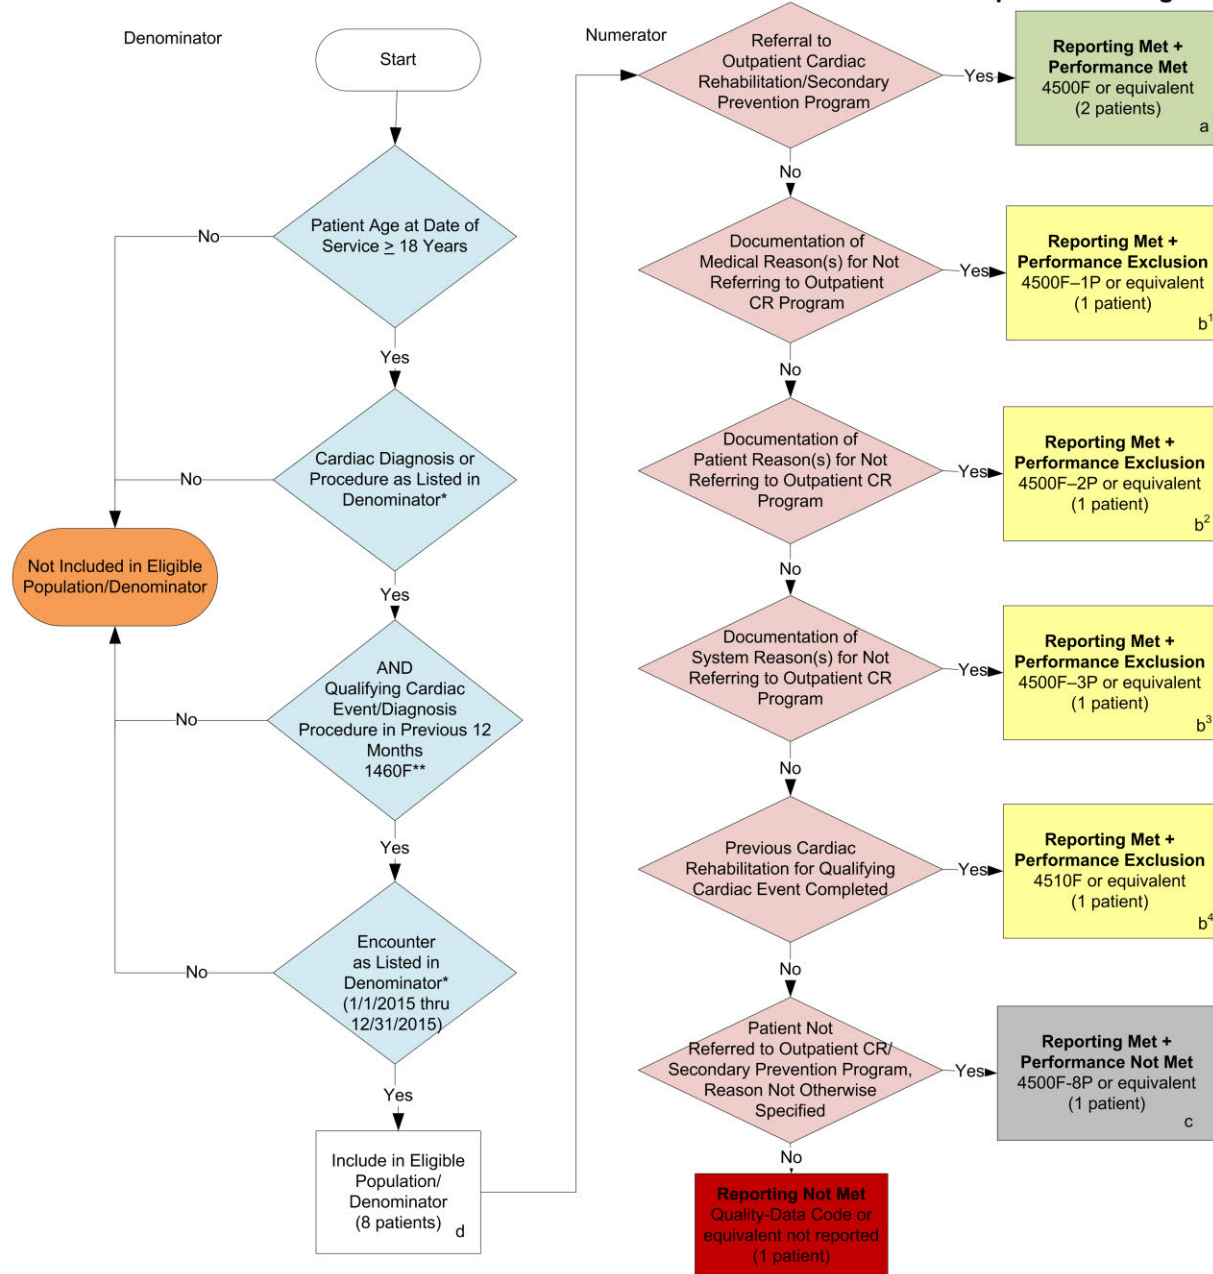 Denominator
Start
Patient Age at Date of
Service ≥ 18 Years
No
Yes
Cardiac Diagnosis or
Procedure as Listed in
Denominator*
No
Yes
Not Included in Eligible
Population/Denominator
AND
Qualifying Cardiac
Event/Diagnosis
Procedure in Previous 12
Months
1460F**
No
Yes
Encounter
as Listed in
Denominator*
(1/1/2015 thru
12/31/2015)
No
Yes
Include in Eligible
Population/
Denominator
(8 patients)
d
Numerator
Referral to
Outpatient Cardiac
Rehabilitation/Secondary
Prevention Program
Yes
Reporting Met +
Performance Met
4500F or equivalent
(2 patients)
a
No
Documentation of
Medical Reason(s) for Not
Referring to Outpatient
CR Program
Yes
Reporting Met +
Performance Exclusion
4500F–1P or equivalent
(1 patient)
b1
No
Documentation of
Patient Reason(s) for Not
Referring to Outpatient CR
Program
Yes
Reporting Met +
Performance Exclusion
4500F–2P or equivalent
(1 patient)
b2
No
Documentation of
System Reason(s) for Not
Referring to Outpatient CR
Program
Yes
Reporting Met +
Performance Exclusion
4500F–3P or equivalent
(1 patient)
b3
No
Previous Cardiac
Rehabilitation for Qualifying
Cardiac Event Completed
Yes
Reporting Met +
Performance Exclusion
4510F or equivalent
(1 patient)
b4
No
Patient Not
Referred to Outpatient CR/
Secondary Prevention Program,
Reason Not Otherwise
Specified
Yes
Reporting Met +
Performance Not Met
4500F-8P or equivalent
(1 patient)
c
No
Reporting Not Met
Quality-Data Code or
equivalent not reported
(1 patient)